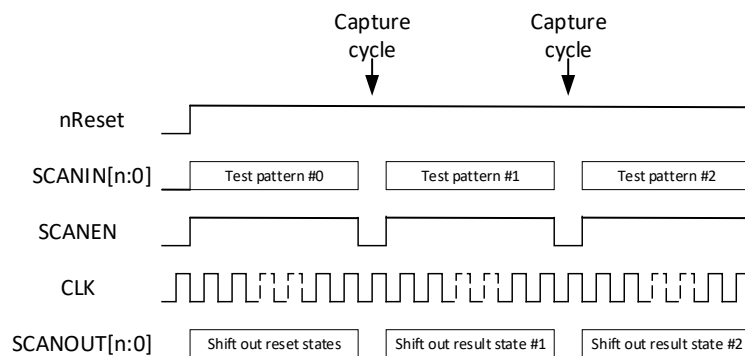 Capture cycle
Capture cycle
nReset
SCANIN[n:0]
Test pattern #0
Test pattern #1
Test pattern #2
SCANEN
CLK
SCANOUT[n:0]
Shift out reset states
Shift out result state #1
Shift out result state #2